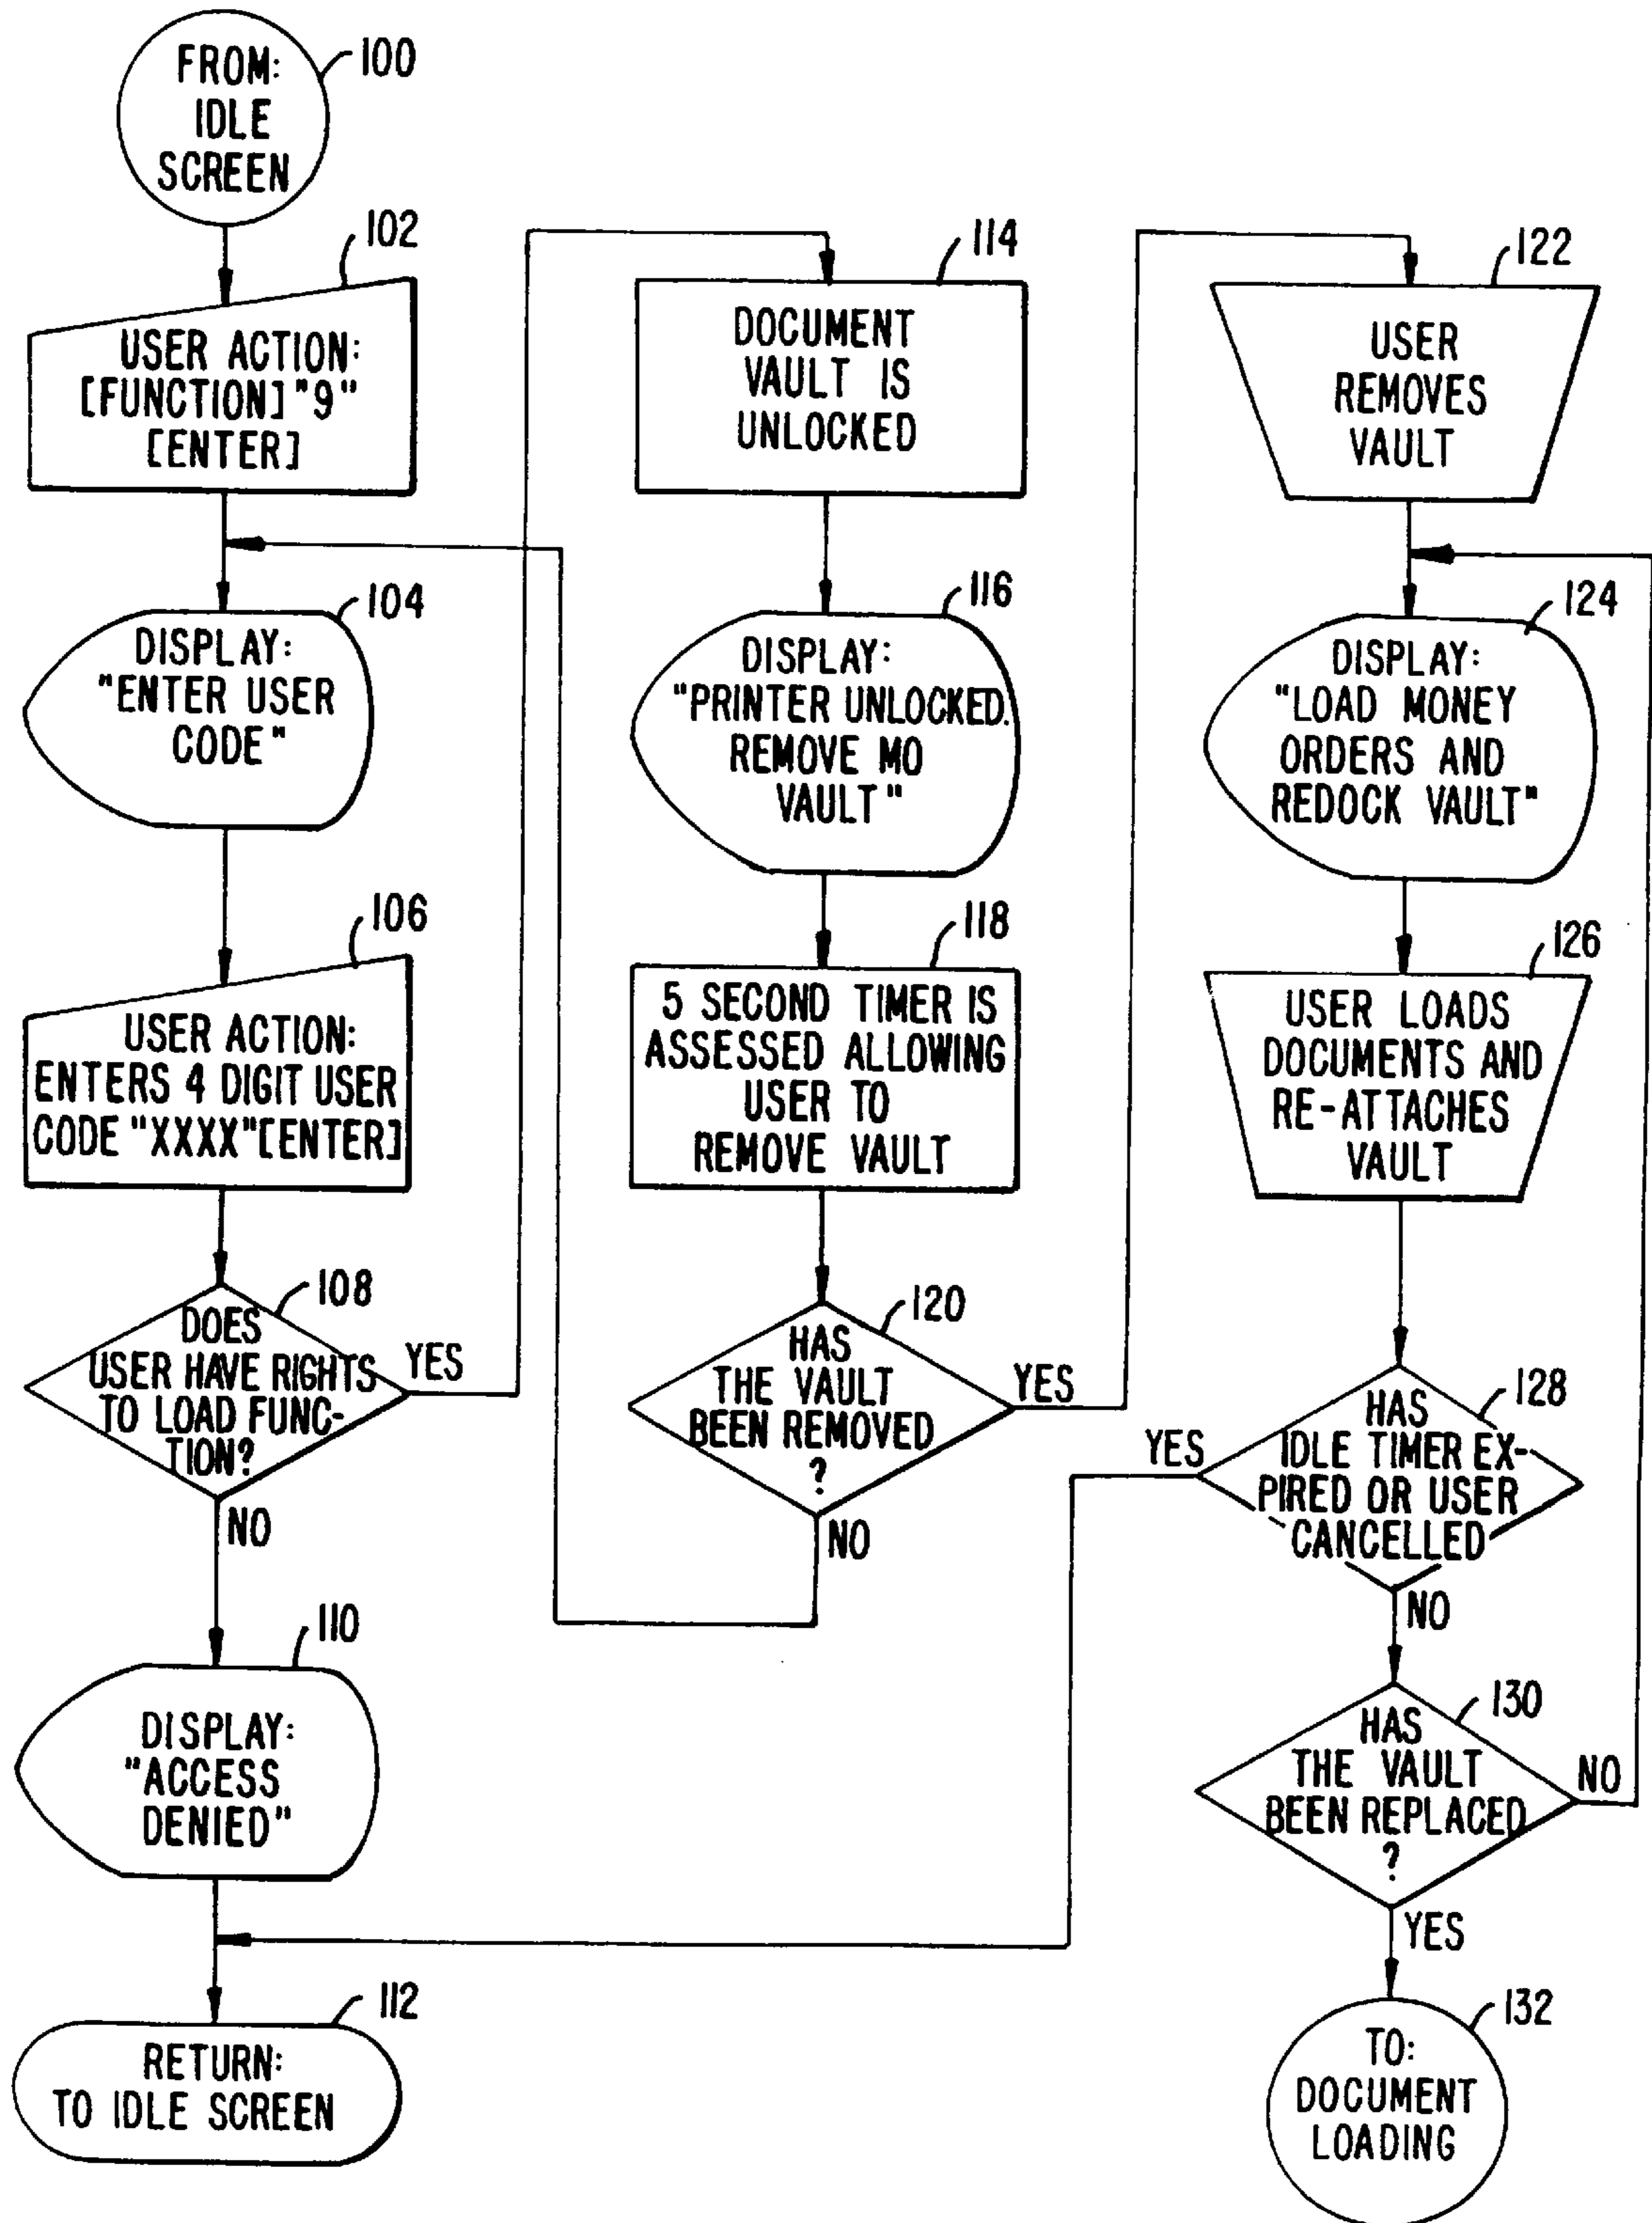 FROM:
IDLE
SCREEN
100
102
USER ACTION:
[FUNCTION] "9"
[ENTER]
104
DISPLAY:
"ENTER USER
CODE"
106
USER ACTION:
ENTERS 4 DIGIT USER
CODE "XXXX"[ENTER]
108
DOES
USER HAVE RIGHTS
TO LOAD FUNC-
TION?
YES
NO
110
DISPLAY:
"ACCESS
DENIED"
112
RETURN:
TO IDLE SCREEN
114
DOCUMENT
VAULT IS
UNLOCKED
116
DISPLAY:
"PRINTER UNLOCKED.
REMOVE MO
VAULT"
118
5 SECOND TIMER IS
ASSESSED ALLOWING
USER TO
REMOVE VAULT
120
HAS
THE VAULT
BEEN REMOVED
?
YES
NO
122
USER
REMOVES
VAULT
124
DISPLAY:
"LOAD MONEY
ORDERS AND
REDOCK VAULT"
126
USER LOADS
DOCUMENTS AND
RE-ATTACHES
VAULT
128
HAS
IDLE TIMER EX-
PIRED OR USER
CANCELLED
YES
NO
130
HAS
THE VAULT
BEEN REPLACED
?
NO
YES
132
TO:
DOCUMENT
LOADING